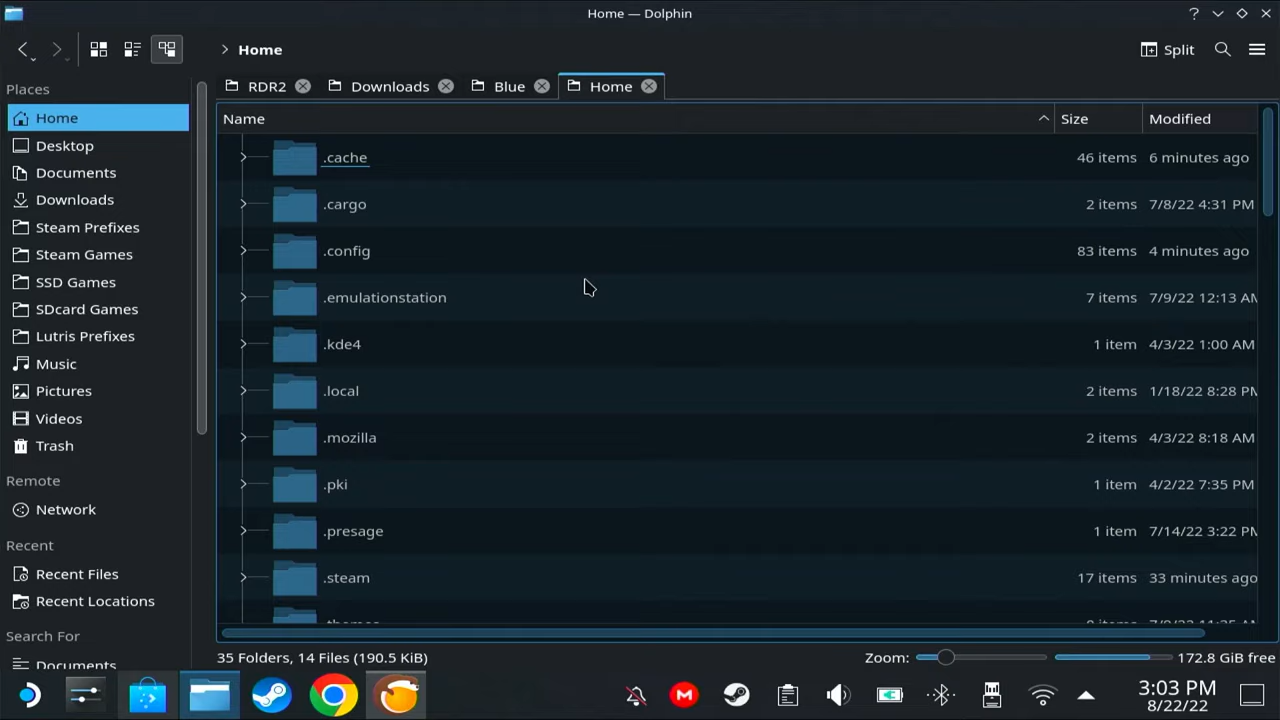 Home — Dolphin
Home
Split
Places
Home
Desktop
Documents
Downloads
Steam Prefixes
Steam Games
SSD Games
SDcard Games
Lutris Prefixes
Music
Pictures
Videos
Trash
Remote
Network
Recent
Recent Files
Recent Locations
Search For
Documents
RDR2 Downloads Blue Home
Name Size Modified
.cache 46 items 6 minutes ago
.cargo 2 items 7/8/22 4:31 PM
.config 83 items 4 minutes ago
.emulationstation 7 items 7/9/22 12:13 AM
.kde4 1 item 4/3/22 1:00 AM
.local 2 items 1/18/22 8:28 PM
.mozilla 2 items 4/3/22 8:18 AM
.pki 1 item 4/2/22 7:35 PM
.presage 1 item 7/14/22 3:22 PM
.steam 17 items 33 minutes ago
35 Folders, 14 Files (190.5 KiB) Zoom: 172.8 GiB free
3:03 PM
8/22/22